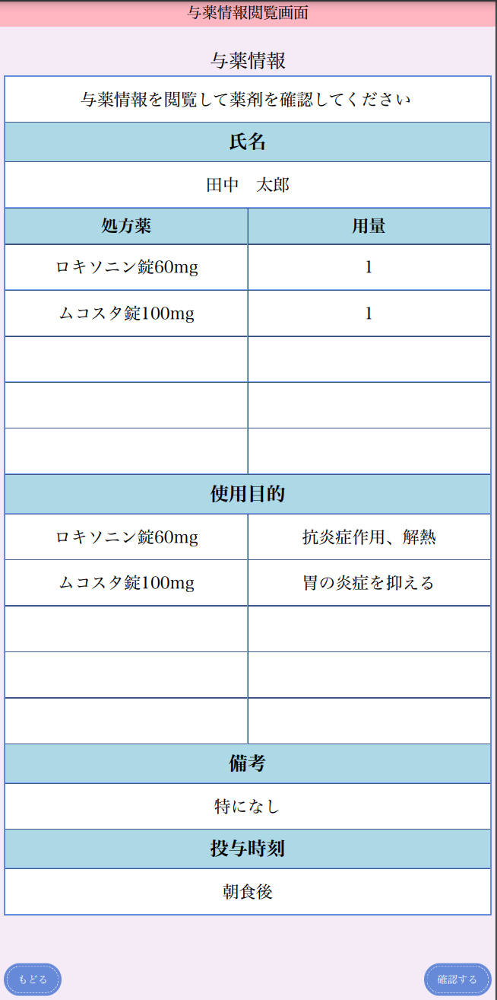 与薬情報閲覧画面
与薬情報
与薬情報を閲覧して薬剤を確認してください
氏名
田中　太郎
処方薬 用量
ロキソニン錠60mg 1
ムコスタ錠100mg 1
使用目的
ロキソニン錠60mg 抗炎症作用、解熱
ムコスタ錠100mg 胃の炎症を抑える
備考
特になし
投与時刻
朝食後
もどる 確認する